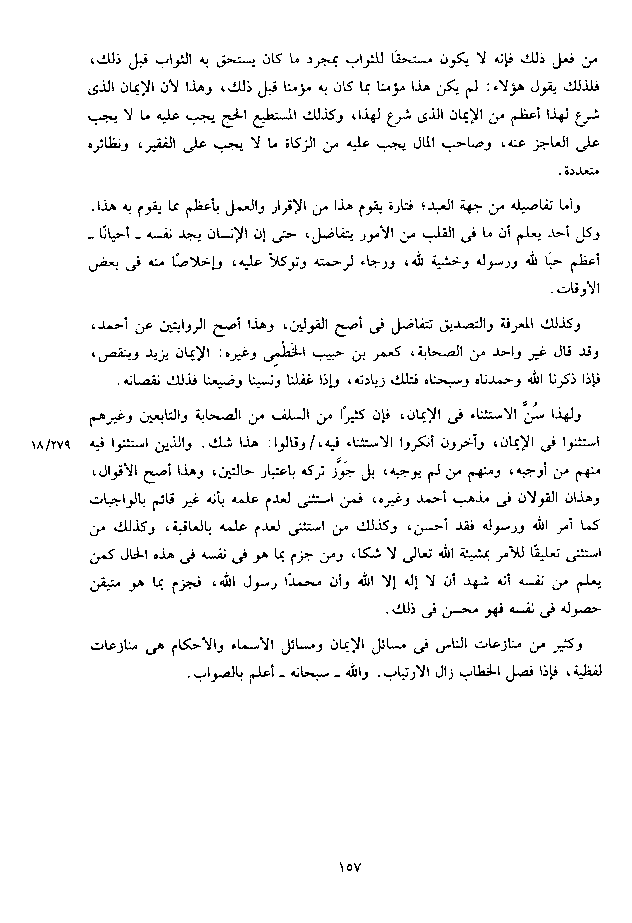 من فعل ذلك فإنه لا يكون مستحقًا للثواب بمجرد ما كان يستحق به الثواب قبل ذلك،
فلذلك يقول هؤلاء: لم يكن هذا مؤمنا بما كان به مؤمنا قبل ذلك، وهذا لأن الإيمان الذى
شرع لهذا أعظم من الإيمان الذى شرع لهذا، وكذلك المستطيع الحج يجب عليه ما لا يجب
على العاجز عنه، وصاحب المال يجب عليه من الزكاة ما لا يجب على الفقير، ونظائره
متعددة.
وأما تفاصيله من جهة العبد؛ فتارة يقوم هذا من الإقرار والعمل بأعظم مما يقوم به هذا.
وكل أحد يعلم أن ما فى القلب من الأمور يتفاضل، حتى إن الإنسان يجد نفسه ـ أحيانًا ـ
أعظم حبًا لله ورسوله وخشية لله، ورجاء لرحمته وتوكلاً عليه، وإخلاصًا منه فى بعض
الأوقات.
وكذلك المعرفة والتصديق تتفاضل فى أصح القولين، وهذا أصح الروايتين عن أحمد،
وقد قال غير واحد من الصحابة، كعمر بن حبيب الخَطْمِى وغيره: الإيمان يزيد وينقص،
فإذا ذكرنا الله وحمدناه وسبحناه فتلك زيادته، وإذا غفلنا ونسينا وضيعنا فذلك نقصانه.
ولهذا سُنَّ الاستثناء فى الإيمان، فإن كثيرًا من السلف من الصحابة والتابعين وغيرهم
استثنوا فى الإيمان، وآخرون أنكروا الاستثناء فيه،/ وقالوا: هذا شك. والذين استثنوا فيه
١٨/٢٧٩
منهم من أوجبه، ومنهم من لم يوجبه، بل جَوَّز تركه باعتبار حالتين، وهذا أصح الأقوال،
وهذان القولان فى مذهب أحمد وغيره، فمن استثنى لعدم علمه بأنه غير قائم بالواجبات
كما أمر الله ورسوله فقد أحسن، وكذلك من استثنى لعدم علمه بالعاقبة، وكذلك من
استثنى تعليقًا للأمر بمشيئة الله تعالى لا شكا، ومن جزم بما هو فى نفسه فى هذه الحال كمن
يعلم من نفسه أنه شهد أن لا إله إلا الله وأن محمدًا رسول الله، فجزم بما هو متيقن
حصوله فى نفسه فهو محسن فى ذلك.
وكثير من منازعات الناس فى مسائل الإيمان ومسائل الأسماء والأحكام هى منازعات
لفظية، فإذا فصل الخطاب زال الارتياب. والله ـ سبحانه ـ أعلم بالصواب.
١٥٧